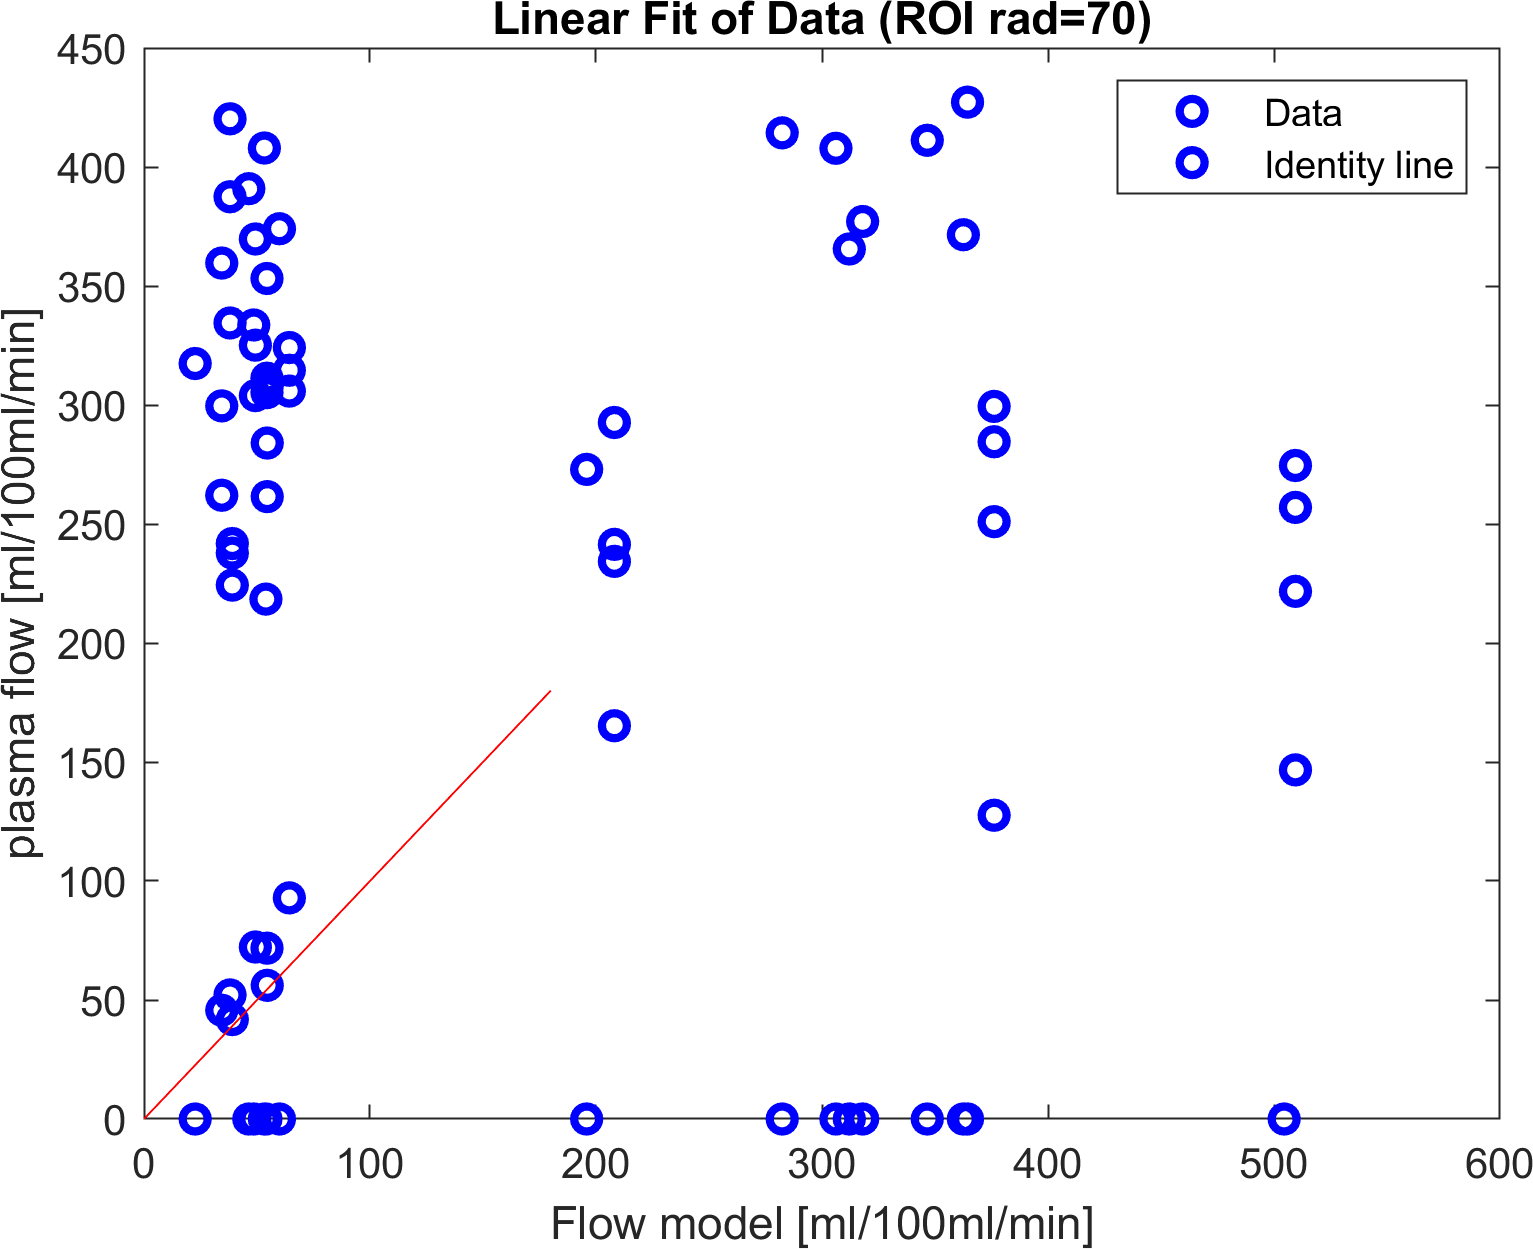 Linear Fit of Data (ROI rad=70)
450
400
350
300
250
200
150
100
50
0
plasma flow [ml/100ml/min]
Data
Identity line
0 100 200 300 400 500 600
Flow model [ml/100ml/min]